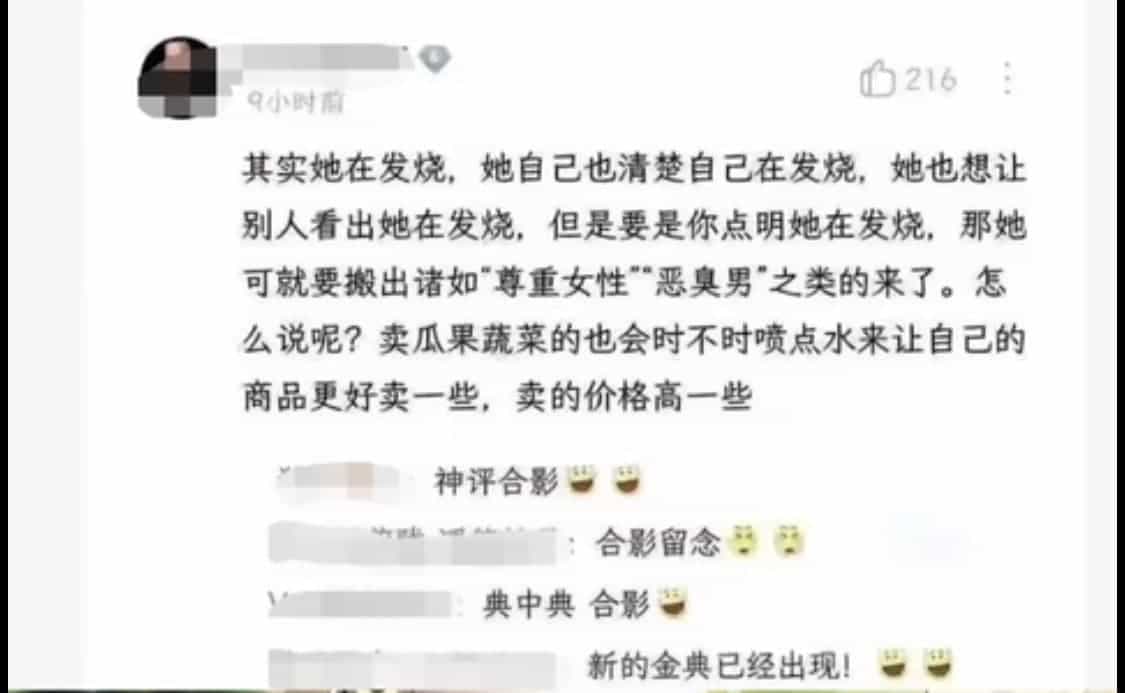 216
9小时前
其实她在发烧，她自己也清楚自己在发烧，她也想让
别人看出她在发烧，但是要是你点明她在发烧，那她
可就要搬出诸如“尊重女性”“恶臭男”之类的来了。怎
么说呢？卖瓜果蔬菜的也会时不时喷点水来让自己的
商品更好卖一些，卖的价格高一些
神评合影
：合影留念
：典中典 合影
新的金典已经出现！